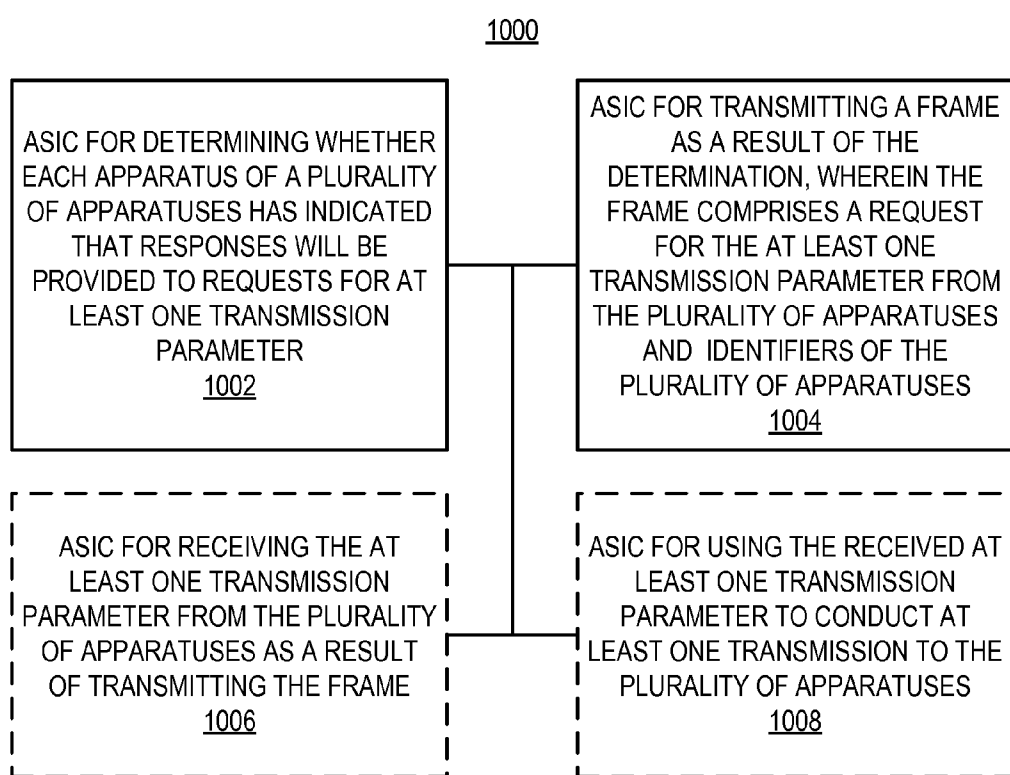 1000
ASIC FOR DETERMINING WHETHER
EACH APPARATUS OF A PLURALITY
OF APPARATUSES HAS INDICATED
THAT RESPONSES WILL BE
PROVIDED TO REQUESTS FOR AT
LEAST ONE TRANSMISSION
PARAMETER
1002
ASIC FOR TRANSMITTING A FRAME
AS A RESULT OF THE
DETERMINATION, WHEREIN THE
FRAME COMPRISES A REQUEST
FOR THE AT LEAST ONE
TRANSMISSION PARAMETER FROM
THE PLURALITY OF APPARATUSES
AND IDENTIFIERS OF THE
PLURALITY OF APPARATUSES
1004
ASIC FOR RECEIVING THE AT
LEAST ONE TRANSMISSION
PARAMETER FROM THE PLURALITY
OF APPARATUSES AS A RESULT
OF TRANSMITTING THE FRAME
1006
ASIC FOR USING THE RECEIVED AT
LEAST ONE TRANSMISSION
PARAMETER TO CONDUCT AT
LEAST ONE TRANSMISSION TO THE
PLURALITY OF APPARATUSES
1008